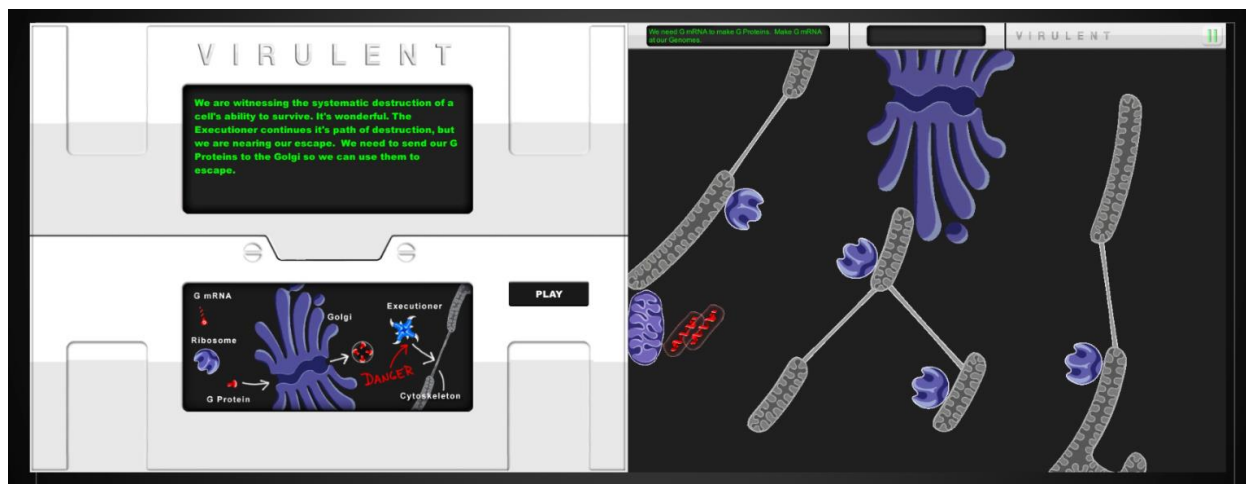 VIRULENT
We are witnessing the systematic destruction of a
cell's ability to survive. It's wonderful. The
Executioner continues it's path of destruction, but
we are nearing our escape. We need to send our G
Proteins to the Golgi so we can use them to
escape.
G mRNA
Golgi
Executioner
Ribosome
DANGER
G Protein
Cytoskeleton
PLAY
We need G mRNA to make G Proteins. Make G mRNA
at our Genomes.
VIRULENT